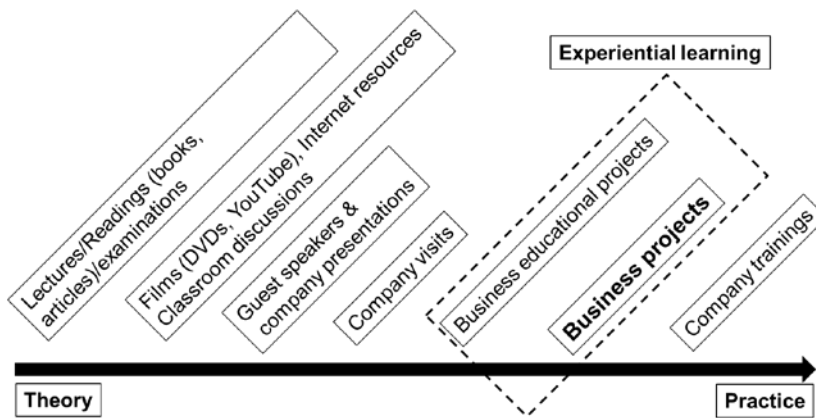 Experiential learning
Lectures/Readings (books,
articles)/examinations
Films (DVDs, YouTube), Internet resources
Classroom discussions
Guest speakers &
company presentations
Company visits
Business educational projects
Business projects
Company trainings
Theory
Practice